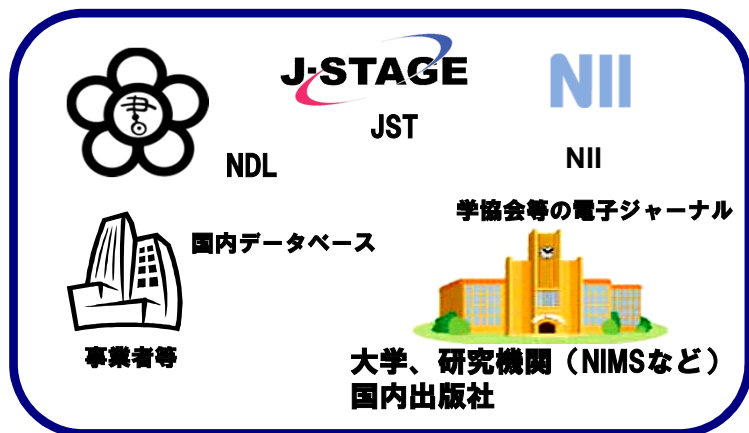 J-STAGE
NII
JST
NDL
NII
学協会等の電子ジャーナル
国内データベース
事業者等
大学、研究機関（NIMSなど）
国内出版社